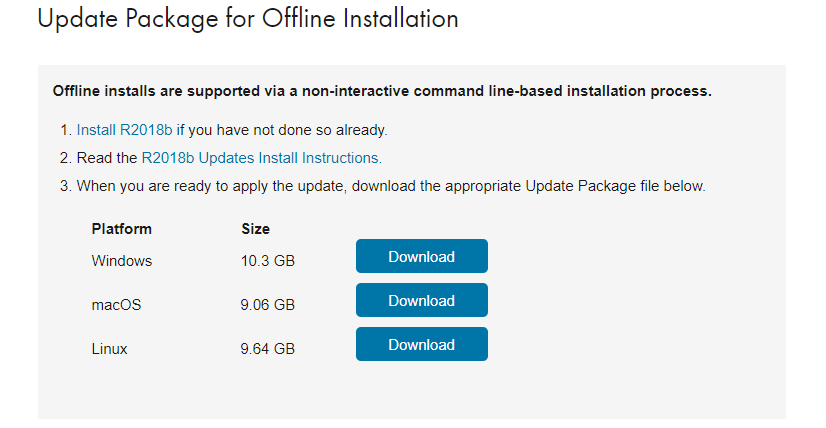 Update Package for Offline Installation
Offline installs are supported via a non-interactive command line-based installation process.
1. Install R2018b if you have not done so already.
2. Read the R2018b Updates Install Instructions.
3. When you are ready to apply the update, download the appropriate Update Package file below.
Platform Size
Windows 10.3 GB Download
macOS 9.06 GB Download
Linux 9.64 GB Download